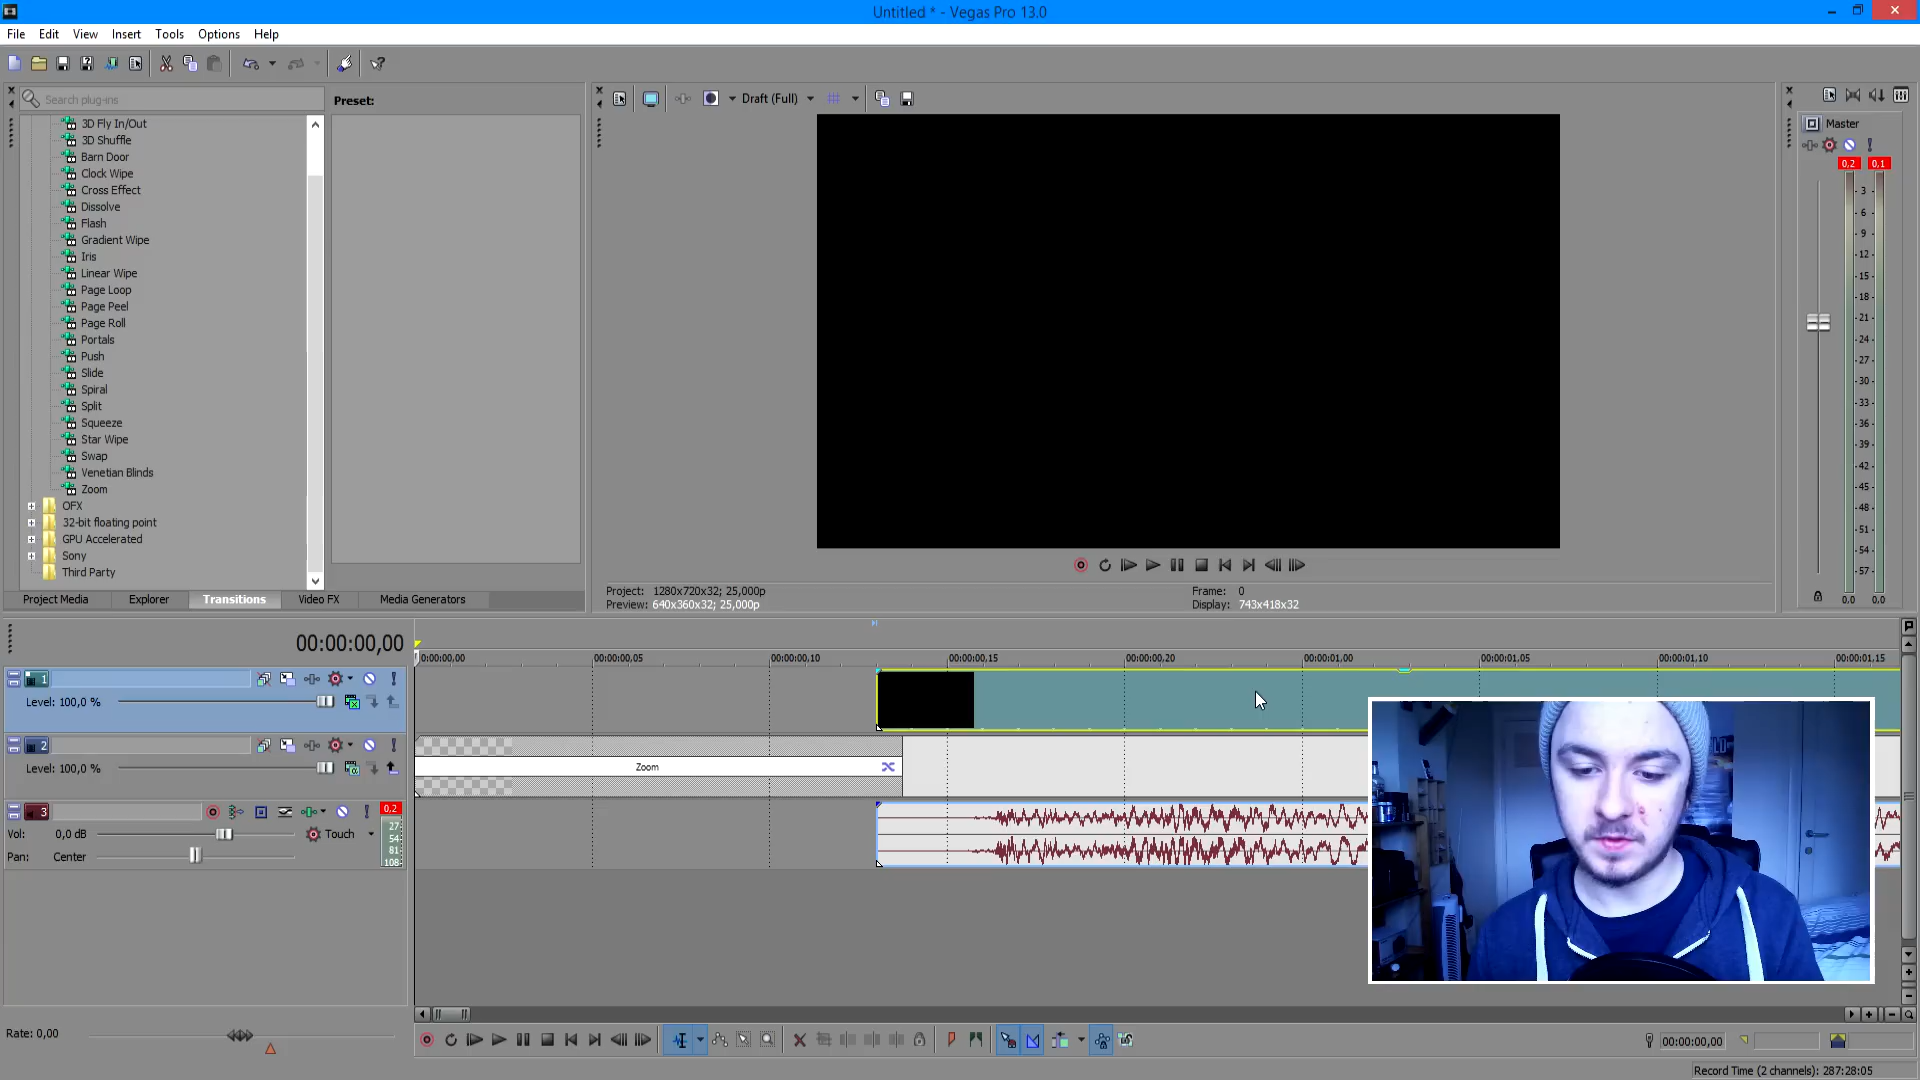 Untitled * - Vegas Pro 13.0
File Edit View Insert Tools Options Help
Search plug-ins
Preset:
3D Fly In/Out
3D Shuffle
Barn Door
Clock Wipe
Cross Effect
Dissolve
Flash
Gradient Wipe
Iris
Linear Wipe
Page Loop
Page Peel
Page Roll
Portals
Push
Slide
Spiral
Split
Squeeze
Star Wipe
Swap
Venetian Blinds
Zoom
OFX
32-bit floating point
GPU Accelerated
Sony
Third Party
Project Media Explorer Transitions Video FX Media Generators
Draft (Full)
Project: 1280x720x32; 25,000p
Preview: 640x360x32; 25,000p
Frame: 0
Display: 743x418x32
Master
0,2 0,1
3
6
9
12
15
18
21
24
27
30
33
36
39
42
45
48
51
54
57
0,0 0,0
00:00:00,00
00:00:00,00 00:00:00,05 00:00:00,10 00:00:00,15 00:00:00,20 00:00:01,00 00:00:01,05 00:00:01,10 00:00:01,15
1
Level: 100,0 %
2
Level: 100,0 %
Zoom
3
0,2
Vol: 0,0 dB
Touch
Pan: Center
27
54
81
108
Rate: 0,00
00:00:00,00
Record Time (2 channels): 287:28:05